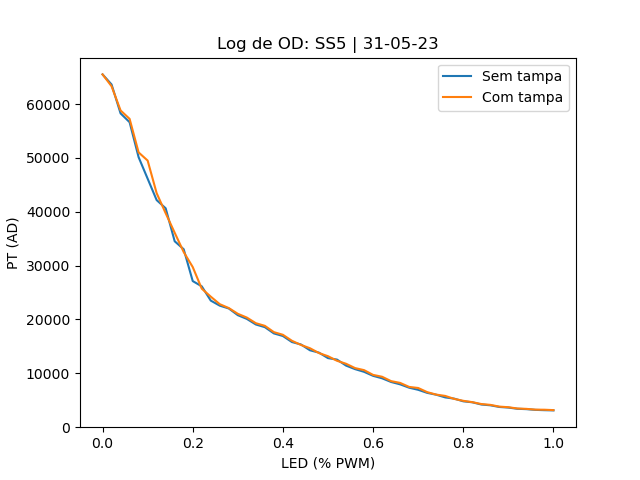 Log de OD: SS5 | 31-05-23
Sem tampa
Com tampa
PT (AD)
60000
50000
40000
30000
20000
10000
0
0.0 0.2 0.4 0.6 0.8 1.0
LED (% PWM)